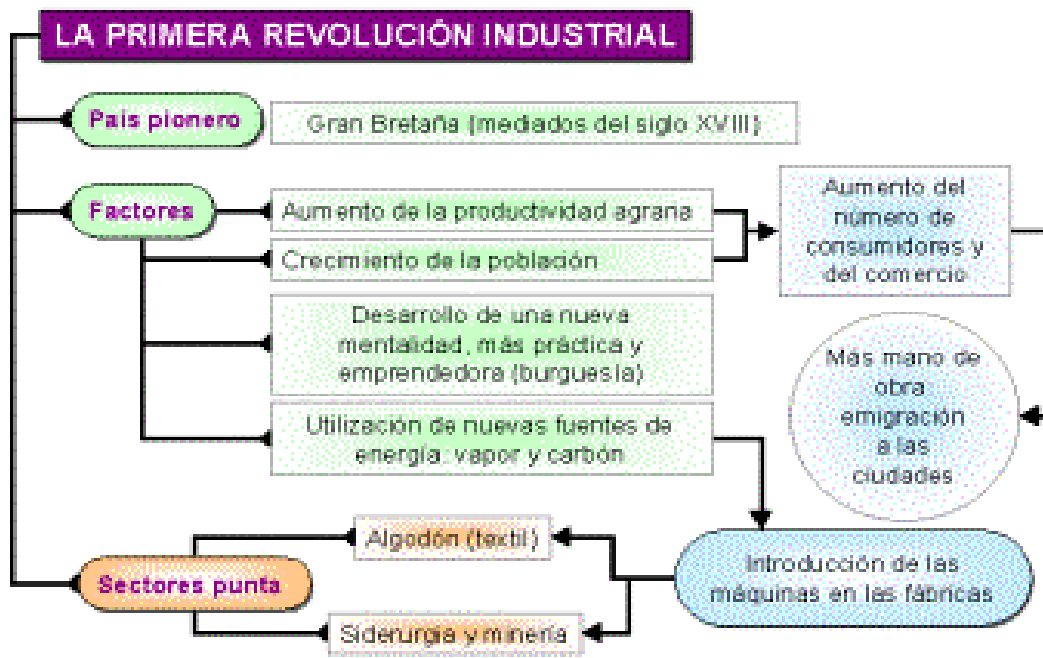 LA PRIMERA REVOLUCIÓN INDUSTRIAL
País pionero
Gran Bretaña (mediados del siglo XVIII)
Factores
Aumento de la productividad agraria
Crecimiento de la población
Aumento del
número de
consumidores y
del comercio
Desarrollo de una nueva
mentalidad, más práctica y
emprendedora (burguesía)
Más mano de
obra
emigración
a las
ciudades
Utilización de nuevas fuentes de
energía: vapor y carbón
Algodón (textil)
Sectores punta
Siderurgia y minería
Introducción de las
máquinas en las fábricas